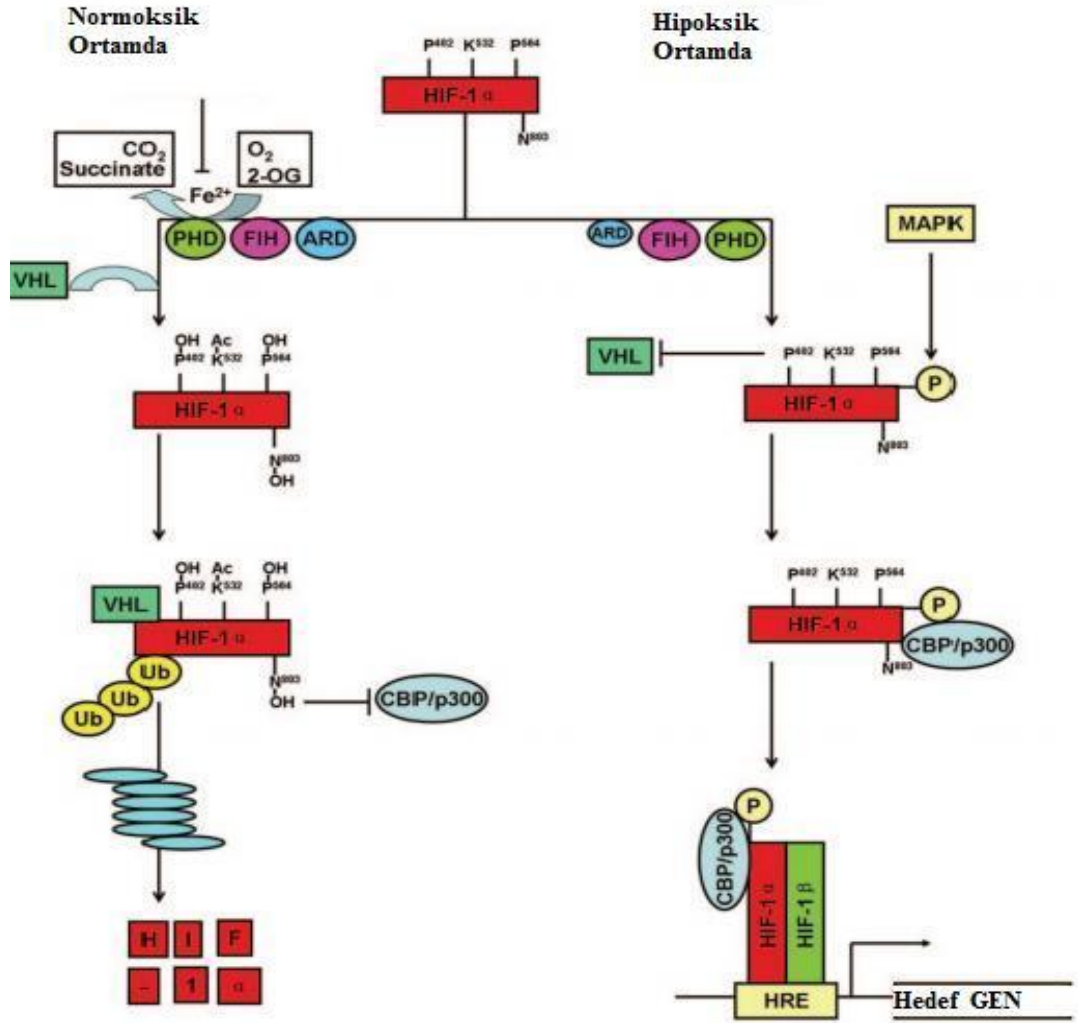 Normoksik
Ortamda
Hipoksik
Ortamda
P⁴⁰² K⁵³² P⁵⁶⁴
HIF-1 α
N⁸⁰³
CO₂
Succinate
O₂
2-OG
Fe²⁺
PHD FIH ARD
ARD FIH PHD
MAPK
VHL
OH Ac OH
P⁴⁰² K⁵³² P⁵⁶⁴
HIF-1 α
N⁸⁰³
OH
VHL
P⁴⁰² K⁵³² P⁵⁶⁴
P
HIF-1 α
N⁸⁰³
OH Ac OH
P⁴⁰² K⁵³² P⁵⁶⁴
VHL
HIF-1 α
Ub
Ub
Ub
N⁸⁰³
OH
CBP/p300
P⁴⁰² K⁵³² P⁵⁶⁴
P
HIF-1 α
N⁸⁰³
CBP/p300
H I F
- 1 α
P
CBP/p300
HIF-1 α
HIF-1 β
HRE
Hedef GEN